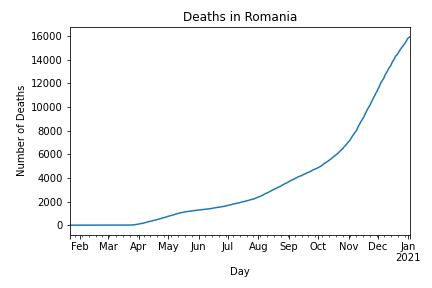 Deaths in Romania
16000
14000
12000
10000
8000
6000
4000
2000
0
Number of Deaths
Feb Mar Apr May Jun Jul Aug Sep Oct Nov Dec Jan
2021
Day